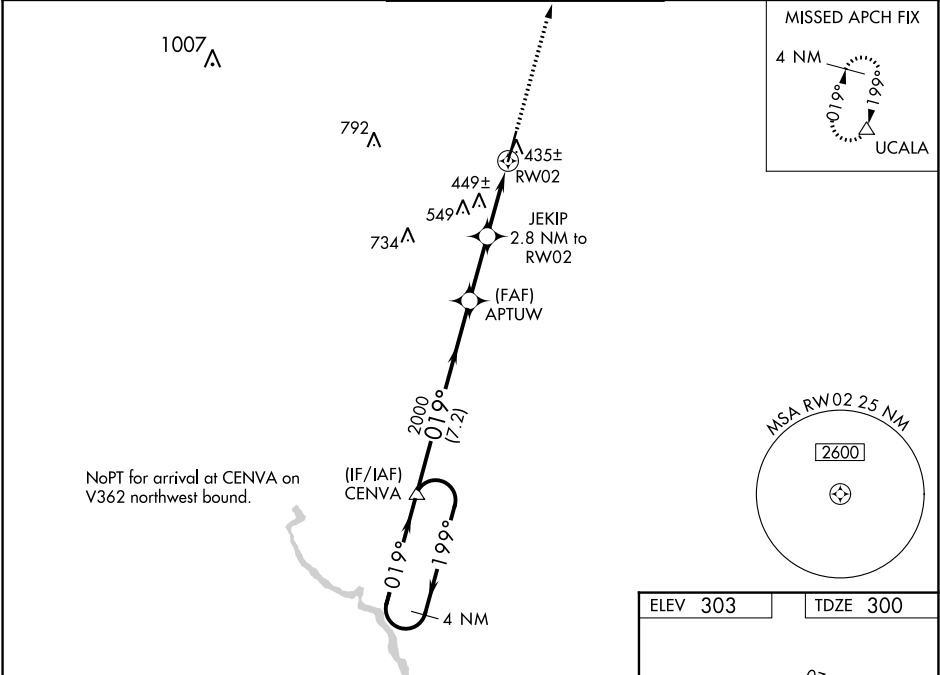 MISSED APCH FIX
4 NM
019°
199°
UCALA
1007
792
435±
RW02
449±
549
734
JEKIP
2.8 NM to
RW02
(FAF)
APTUW
2000
019°
(7.2)
MSA RW02 25 NM
2600
NoPT for arrival at CENVA on
V362 northwest bound.
(IF/IAF)
CENVA
019°
199°
4 NM
ELEV 303
TDZE 300